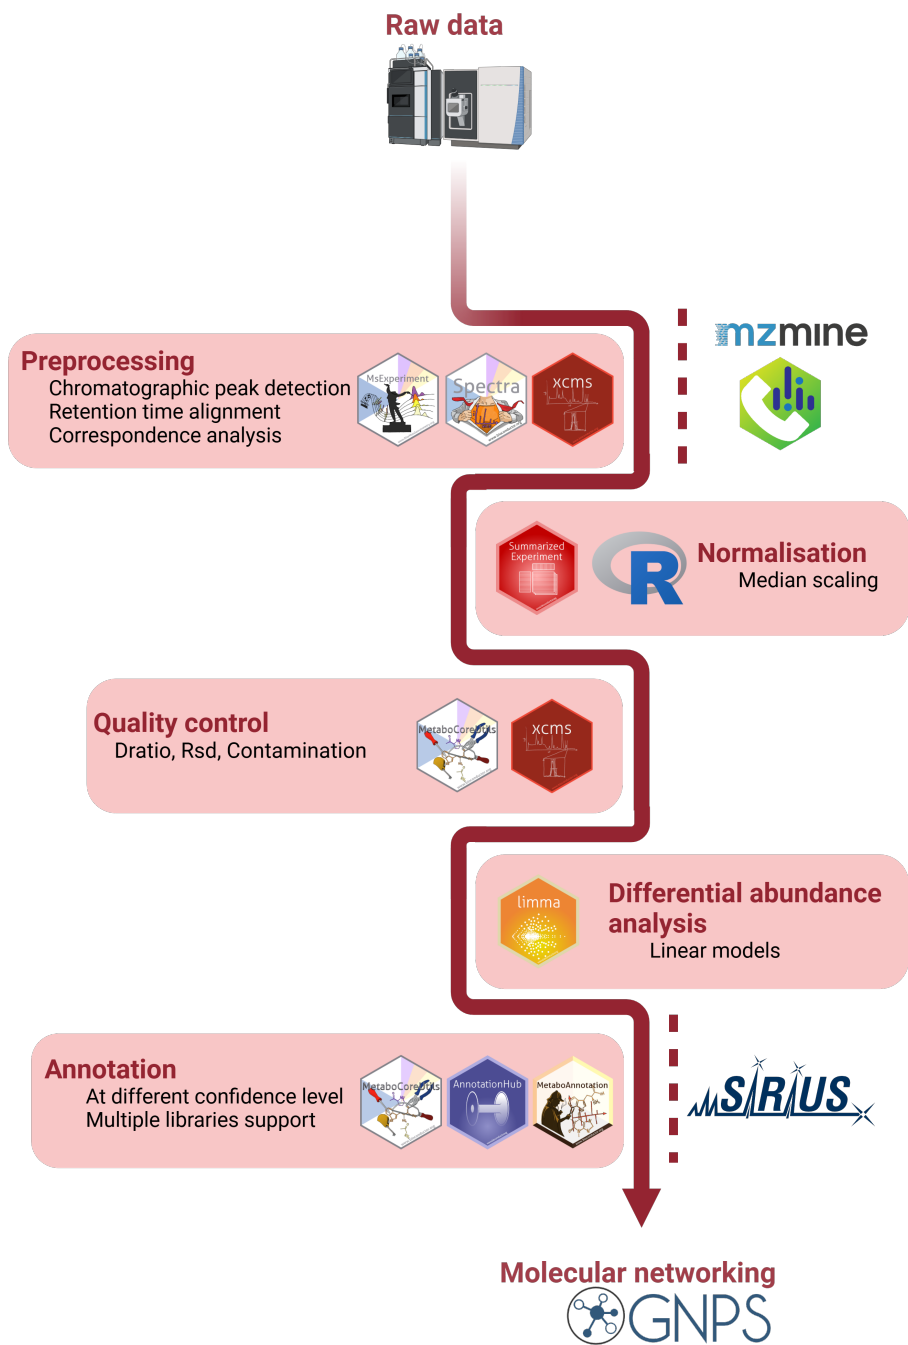 Raw data
mzmine
Preprocessing
Chromatographic peak detection
Retention time alignment
Correspondence analysis
MsExperiment
Spectra
xcms
Summarized
Experiment
R
Normalisation
Median scaling
Quality control
Dratio, Rsd, Contamination
MetaboCoreUtils
xcms
limma
Differential abundance
analysis
Linear models
Annotation
At different confidence level
Multiple libraries support
MetaboCoreUtils
AnnotationHub
MetaboAnnotation
SIRIUS
Molecular networking
GNPS